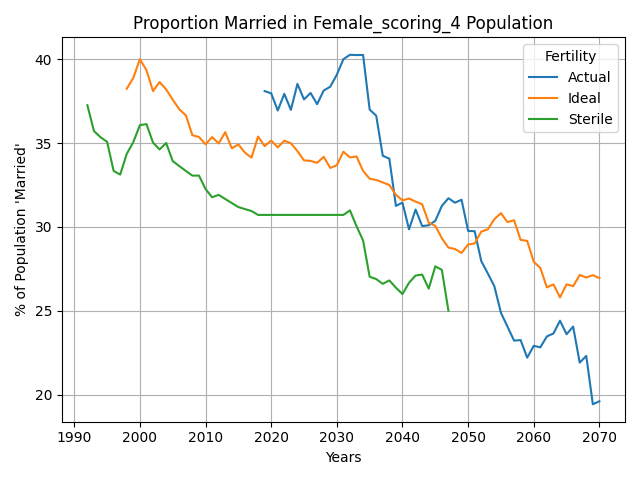 Proportion Married in Female_scoring_4 Population
Fertility
Actual
Ideal
Sterile
% of Population 'Married'
40
35
30
25
20
1990 2000 2010 2020 2030 2040 2050 2060 2070
Years